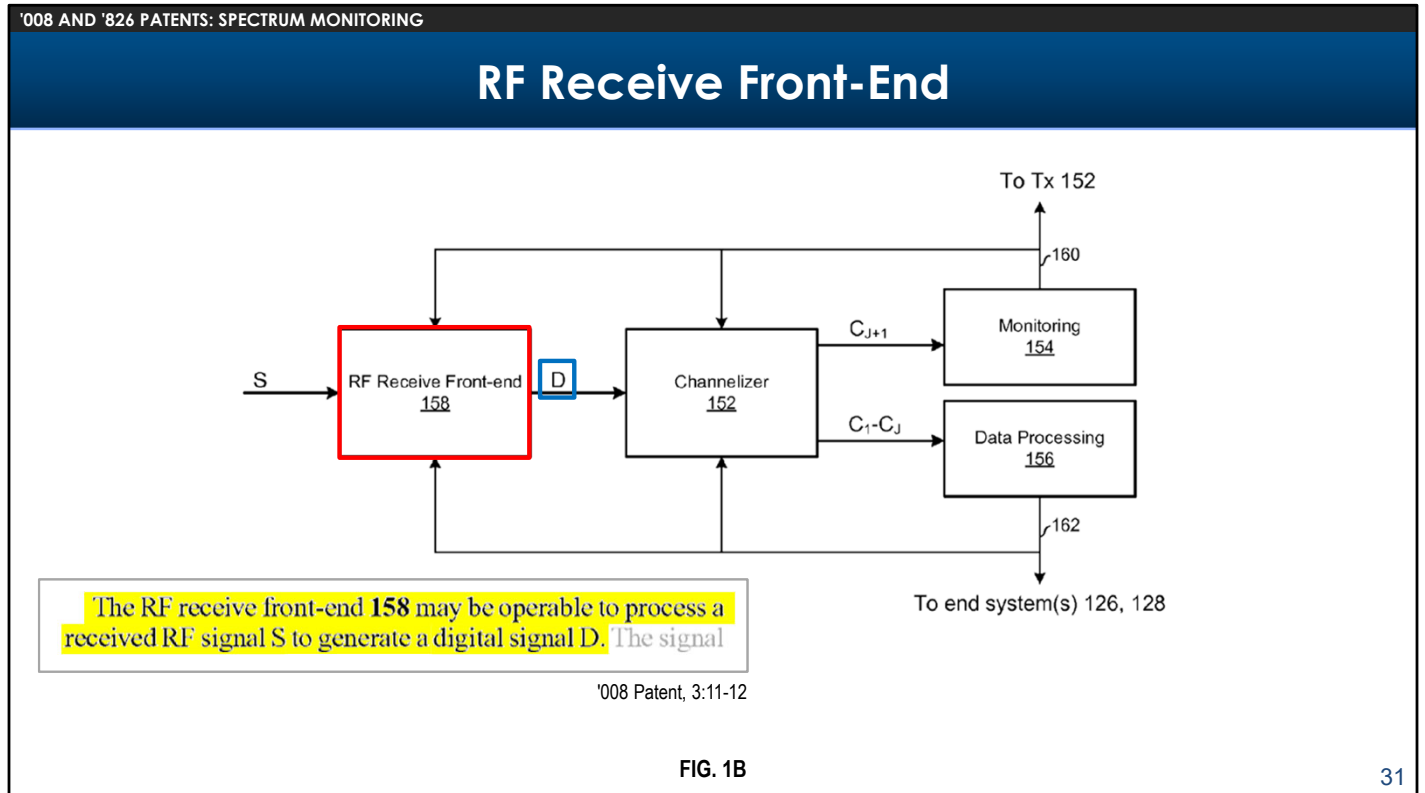 '008 AND '826 PATENTS: SPECTRUM MONITORING
RF Receive Front-End
To Tx 152
160
S
RF Receive Front-end
158
D
Channelizer
152
C_{J+1}
Monitoring
154
C₁-C_J
Data Processing
156
162
To end system(s) 126, 128
The RF receive front-end 158 may be operable to process a
received RF signal S to generate a digital signal D. The signal
'008 Patent, 3:11-12
FIG. 1B
31